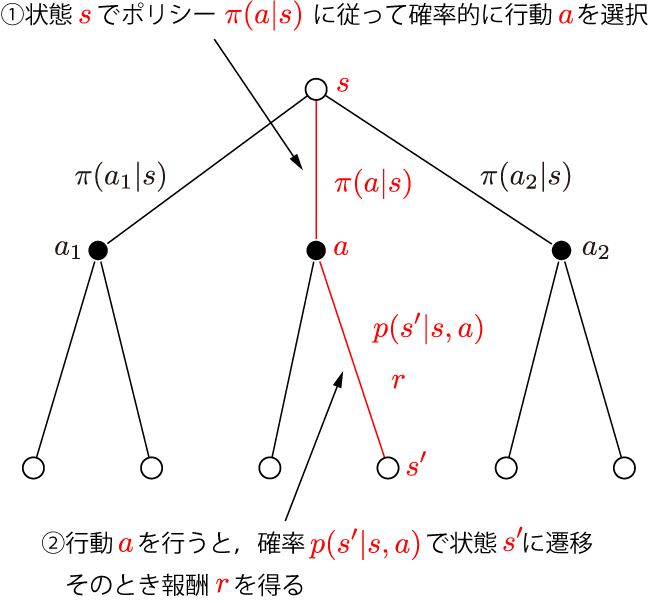 ①状態 s でポリシー π(a|s) に従って確率的に行動 a を選択
s
π(a₁|s)
π(a|s)
π(a₂|s)
a₁
a
a₂
p(s′|s, a)
r
s′
②行動 a を行うと，確率 p(s′|s, a) で状態 s′に遷移
そのとき報酬 r を得る